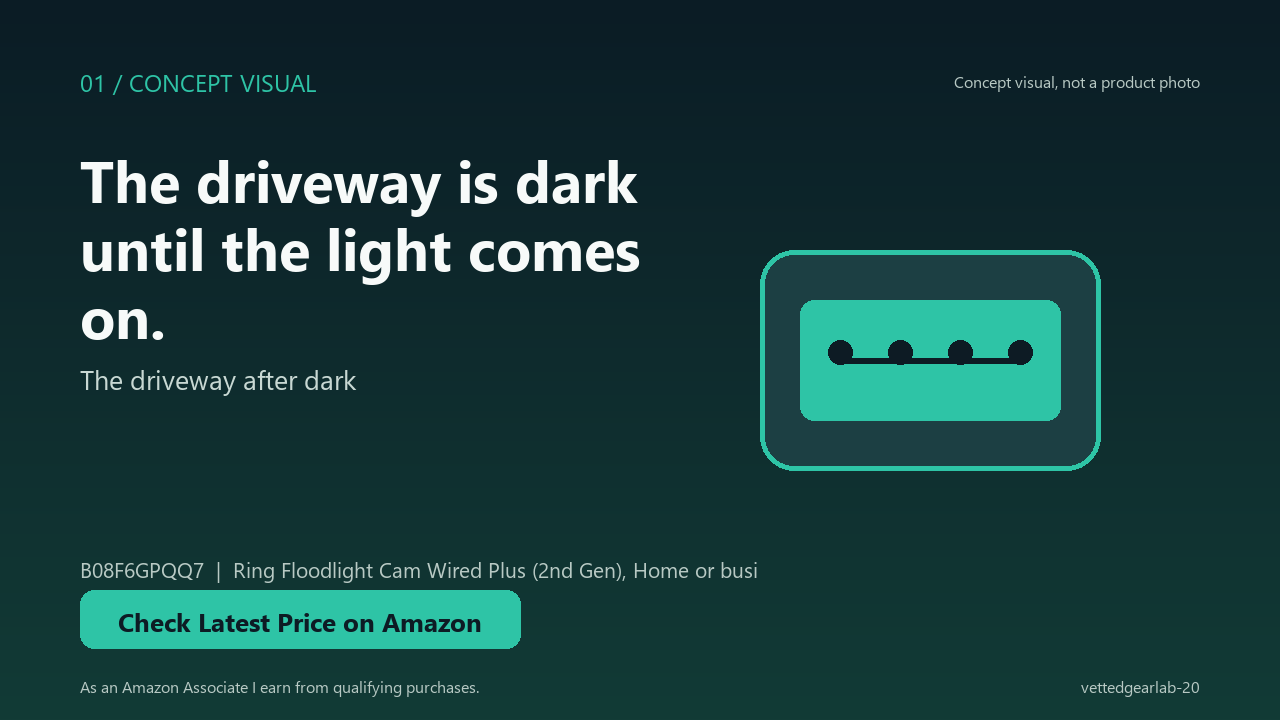 01 / CONCEPT VISUAL
Concept visual, not a product photo
The driveway is dark
until the light comes
on.
The driveway after dark
B08F6GPQQ7 | Ring Floodlight Cam Wired Plus (2nd Gen), Home or busi
Check Latest Price on Amazon
As an Amazon Associate I earn from qualifying purchases.
vettedgearlab-20